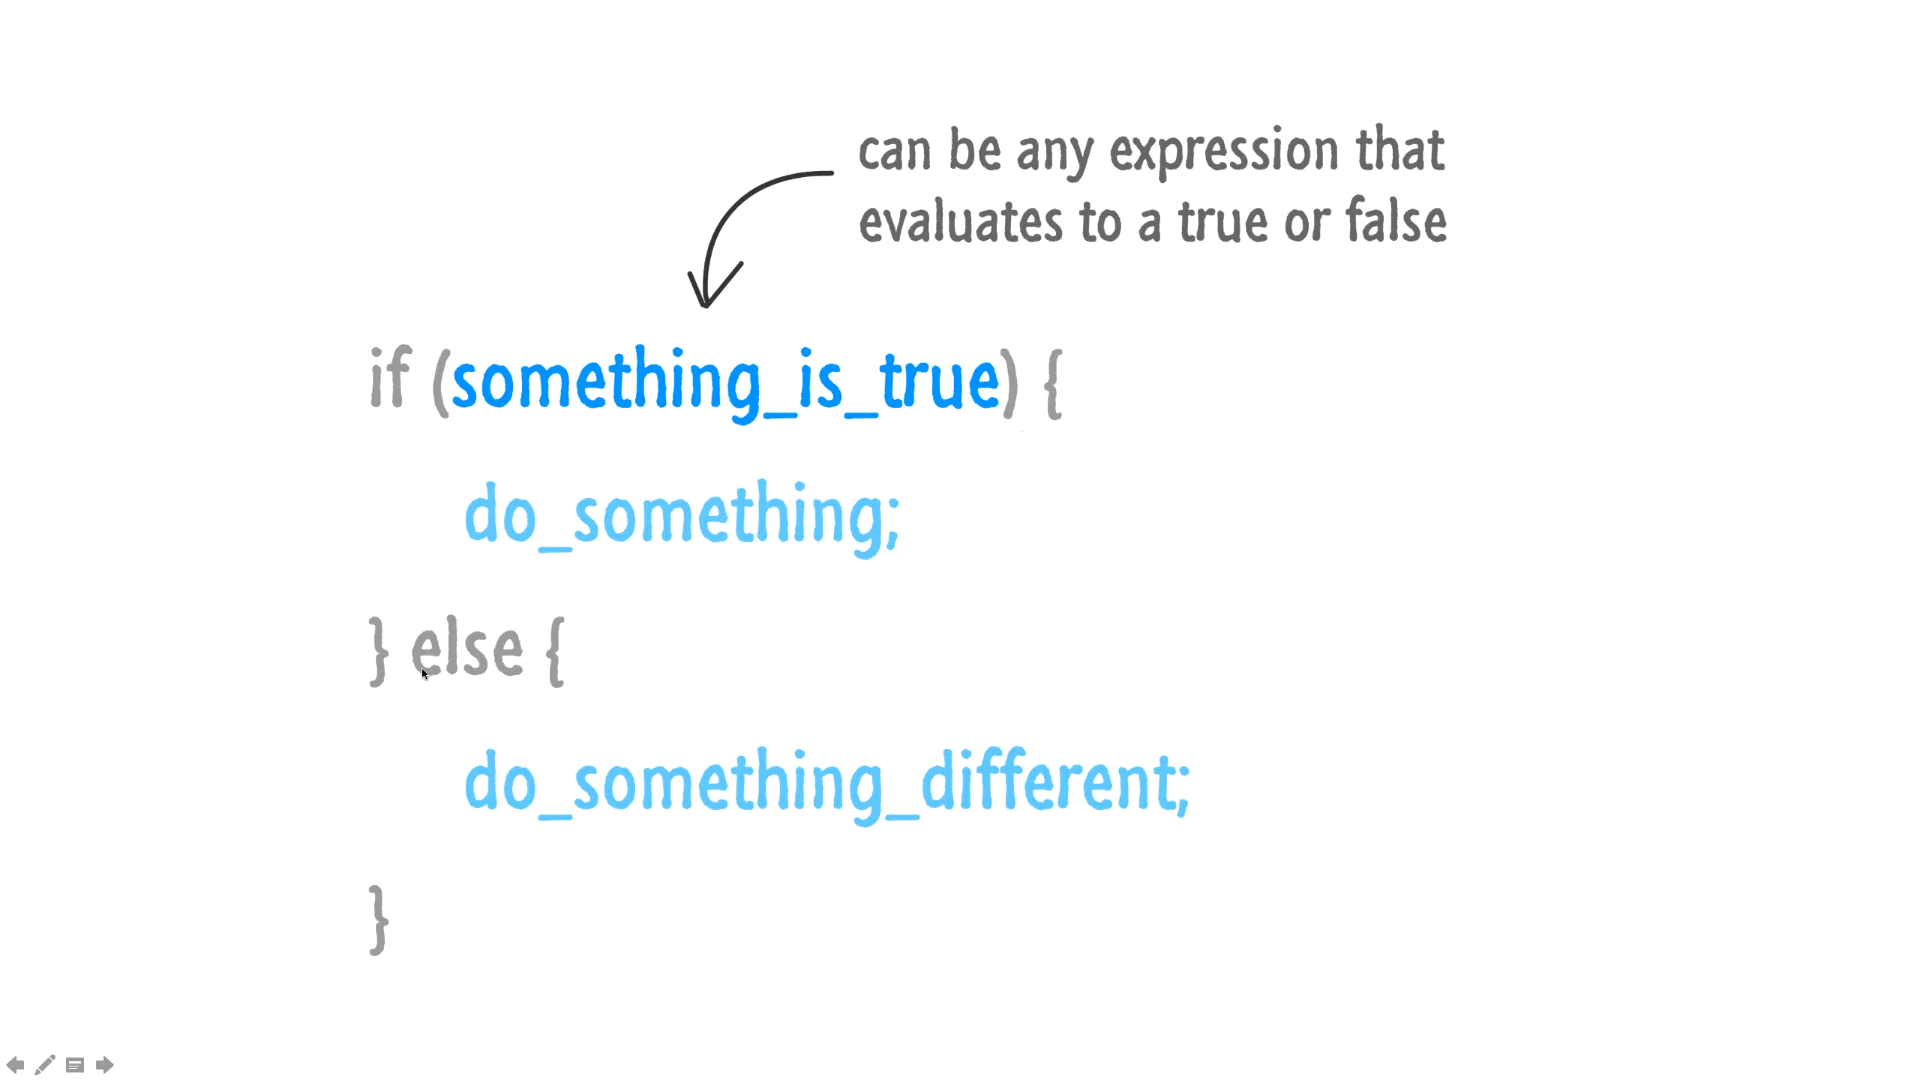 can be any expression that
evaluates to a true or false
if (something_is_true) {
do_something;
} else {
do_something_different;
}